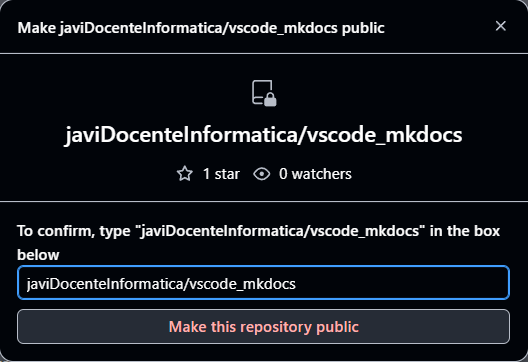 Make javiDocenteInformatica/vscode_mkdocs public
javiDocenteInformatica/vscode_mkdocs
1 star 0 watchers
To confirm, type "javiDocenteInformatica/vscode_mkdocs" in the box
below
javiDocenteInformatica/vscode_mkdocs
Make this repository public